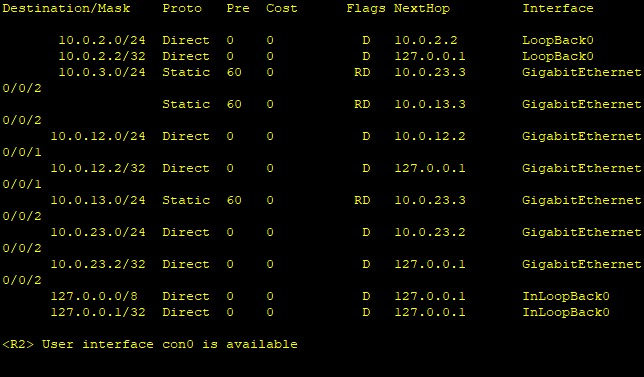 Destination/Mask Proto Pre Cost Flags NextHop Interface
10.0.2.0/24 Direct 0 0 D 10.0.2.2 LoopBack0
10.0.2.2/32 Direct 0 0 D 127.0.0.1 LoopBack0
10.0.3.0/24 Static 60 0 RD 10.0.23.3 GigabitEthernet
0/0/2
Static 60 0 RD 10.0.13.3 GigabitEthernet
0/0/2
10.0.12.0/24 Direct 0 0 D 10.0.12.2 GigabitEthernet
0/0/1
10.0.12.2/32 Direct 0 0 D 127.0.0.1 GigabitEthernet
0/0/1
10.0.13.0/24 Static 60 0 RD 10.0.23.3 GigabitEthernet
0/0/2
10.0.23.0/24 Direct 0 0 D 10.0.23.2 GigabitEthernet
0/0/2
10.0.23.2/32 Direct 0 0 D 127.0.0.1 GigabitEthernet
0/0/2
127.0.0.0/8 Direct 0 0 D 127.0.0.1 InLoopBack0
127.0.0.1/32 Direct 0 0 D 127.0.0.1 InLoopBack0
<R2> User interface con0 is available